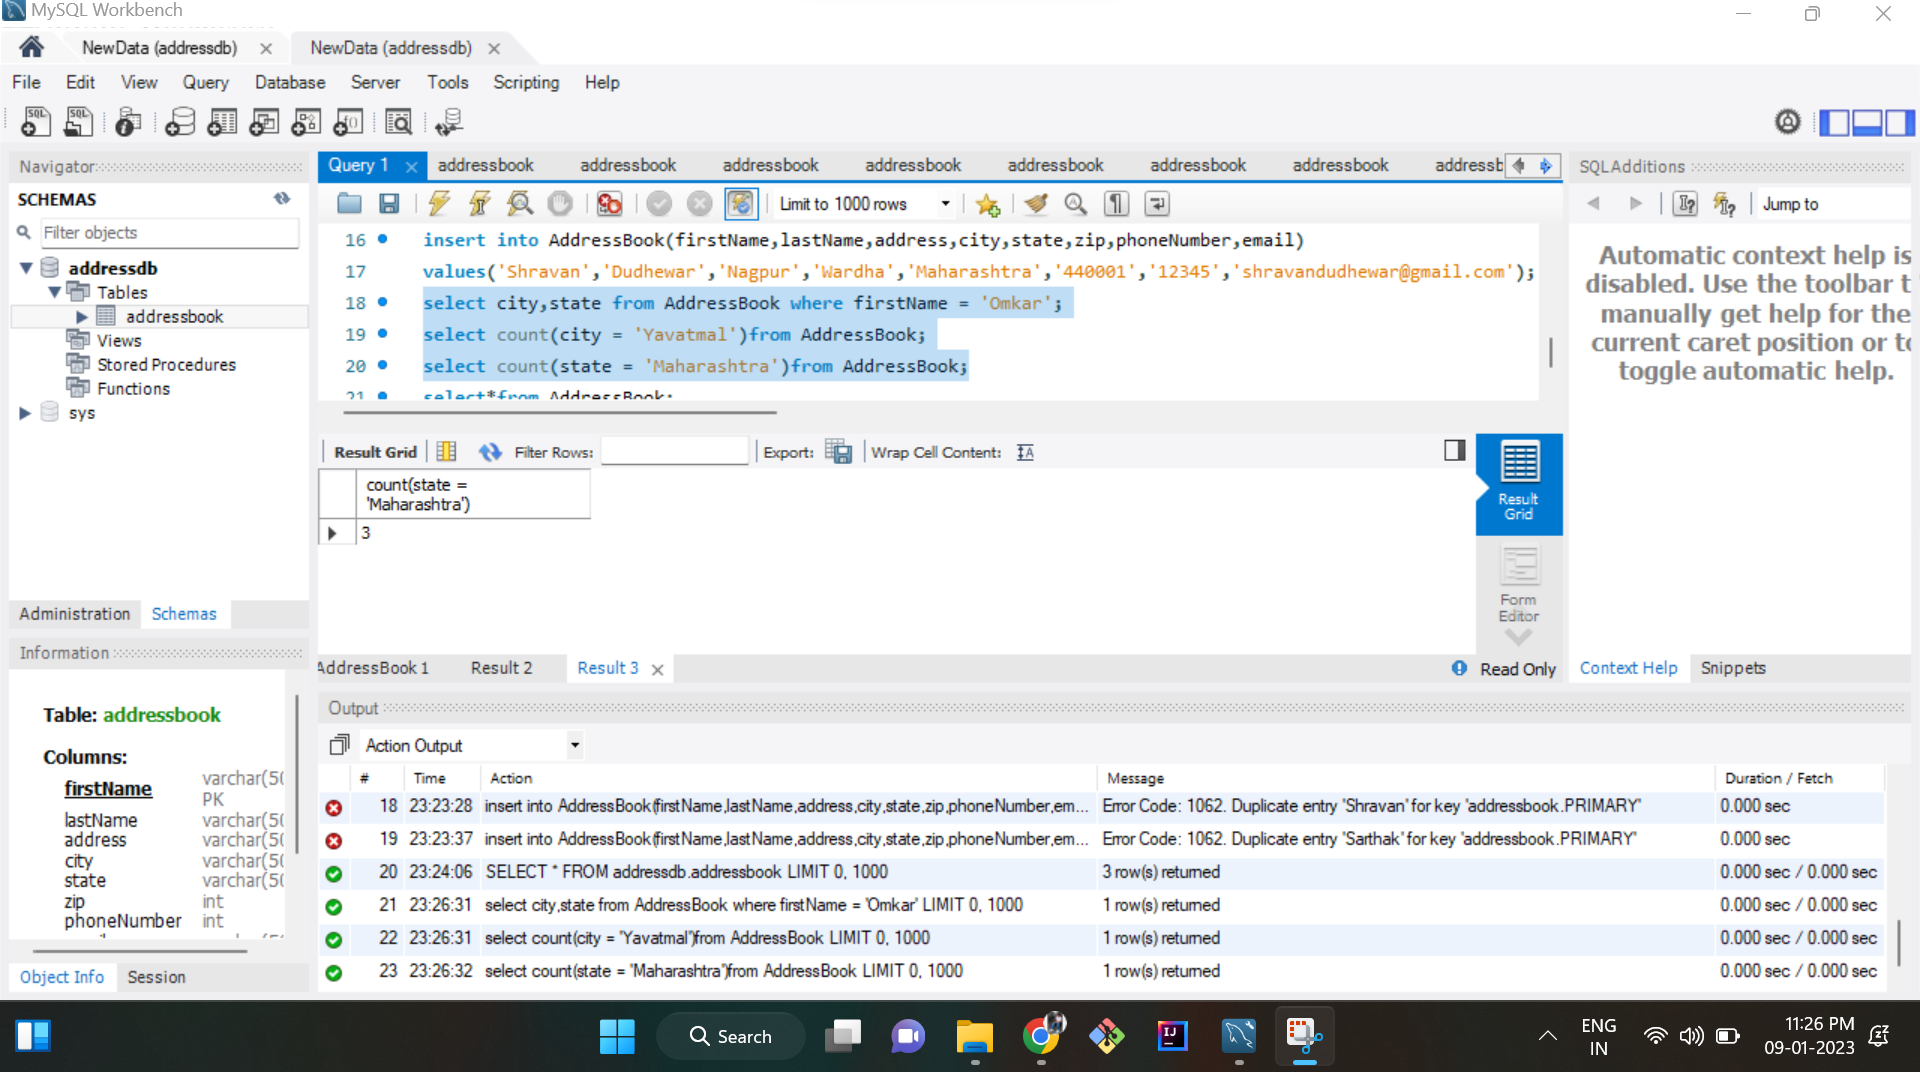 MySQL Workbench
NewData (addressdb)
NewData (addressdb)
File Edit View Query Database Server Tools Scripting Help
Navigator
SCHEMAS
Filter objects
addressdb
Tables
addressbook
Views
Stored Procedures
Functions
sys
Administration Schemas
Information
Table: addressbook
Columns:
firstName varchar(50
PK
lastName varchar(50
address varchar(50
city varchar(50
state varchar(50
zip int
phoneNumber int
Object Info Session
Query 1 addressbook addressbook addressbook addressbook addressbook addressbook addressbook addressb
Limit to 1000 rows
16 insert into AddressBook(firstName,lastName,address,city,state,zip,phoneNumber,email)
17 values('Shravan','Dudhewar','Nagpur','Wardha','Maharashtra','440001','12345','shravandudhewar@gmail.com');
18 select city,state from AddressBook where firstName = 'Omkar';
19 select count(city = 'Yavatmal')from AddressBook;
20 select count(state = 'Maharashtra')from AddressBook;
21 select*from AddressBook;
Result Grid Filter Rows: Export: Wrap Cell Content:
count(state =
'Maharashtra')
3
Result
Grid
Form
Editor
AddressBook 1 Result 2 Result 3
Read Only
SQLAdditions
Jump to
Automatic context help is
disabled. Use the toolbar t
manually get help for the
current caret position or to
toggle automatic help.
Context Help Snippets
Output
Action Output
# Time Action Message Duration / Fetch
18 23:23:28 insert into AddressBook(firstName,lastName,address,city,state,zip,phoneNumber,em... Error Code: 1062. Duplicate entry 'Shravan' for key 'addressbook.PRIMARY' 0.000 sec
19 23:23:37 insert into AddressBook(firstName,lastName,address,city,state,zip,phoneNumber,em... Error Code: 1062. Duplicate entry 'Sarthak' for key 'addressbook.PRIMARY' 0.000 sec
20 23:24:06 SELECT * FROM addressdb.addressbook LIMIT 0, 1000 3 row(s) returned 0.000 sec / 0.000 sec
21 23:26:31 select city,state from AddressBook where firstName = 'Omkar' LIMIT 0, 1000 1 row(s) returned 0.000 sec / 0.000 sec
22 23:26:31 select count(city = 'Yavatmal')from AddressBook LIMIT 0, 1000 1 row(s) returned 0.000 sec / 0.000 sec
23 23:26:32 select count(state = 'Maharashtra')from AddressBook LIMIT 0, 1000 1 row(s) returned 0.000 sec / 0.000 sec
Search
ENG
IN
11:26 PM
09-01-2023